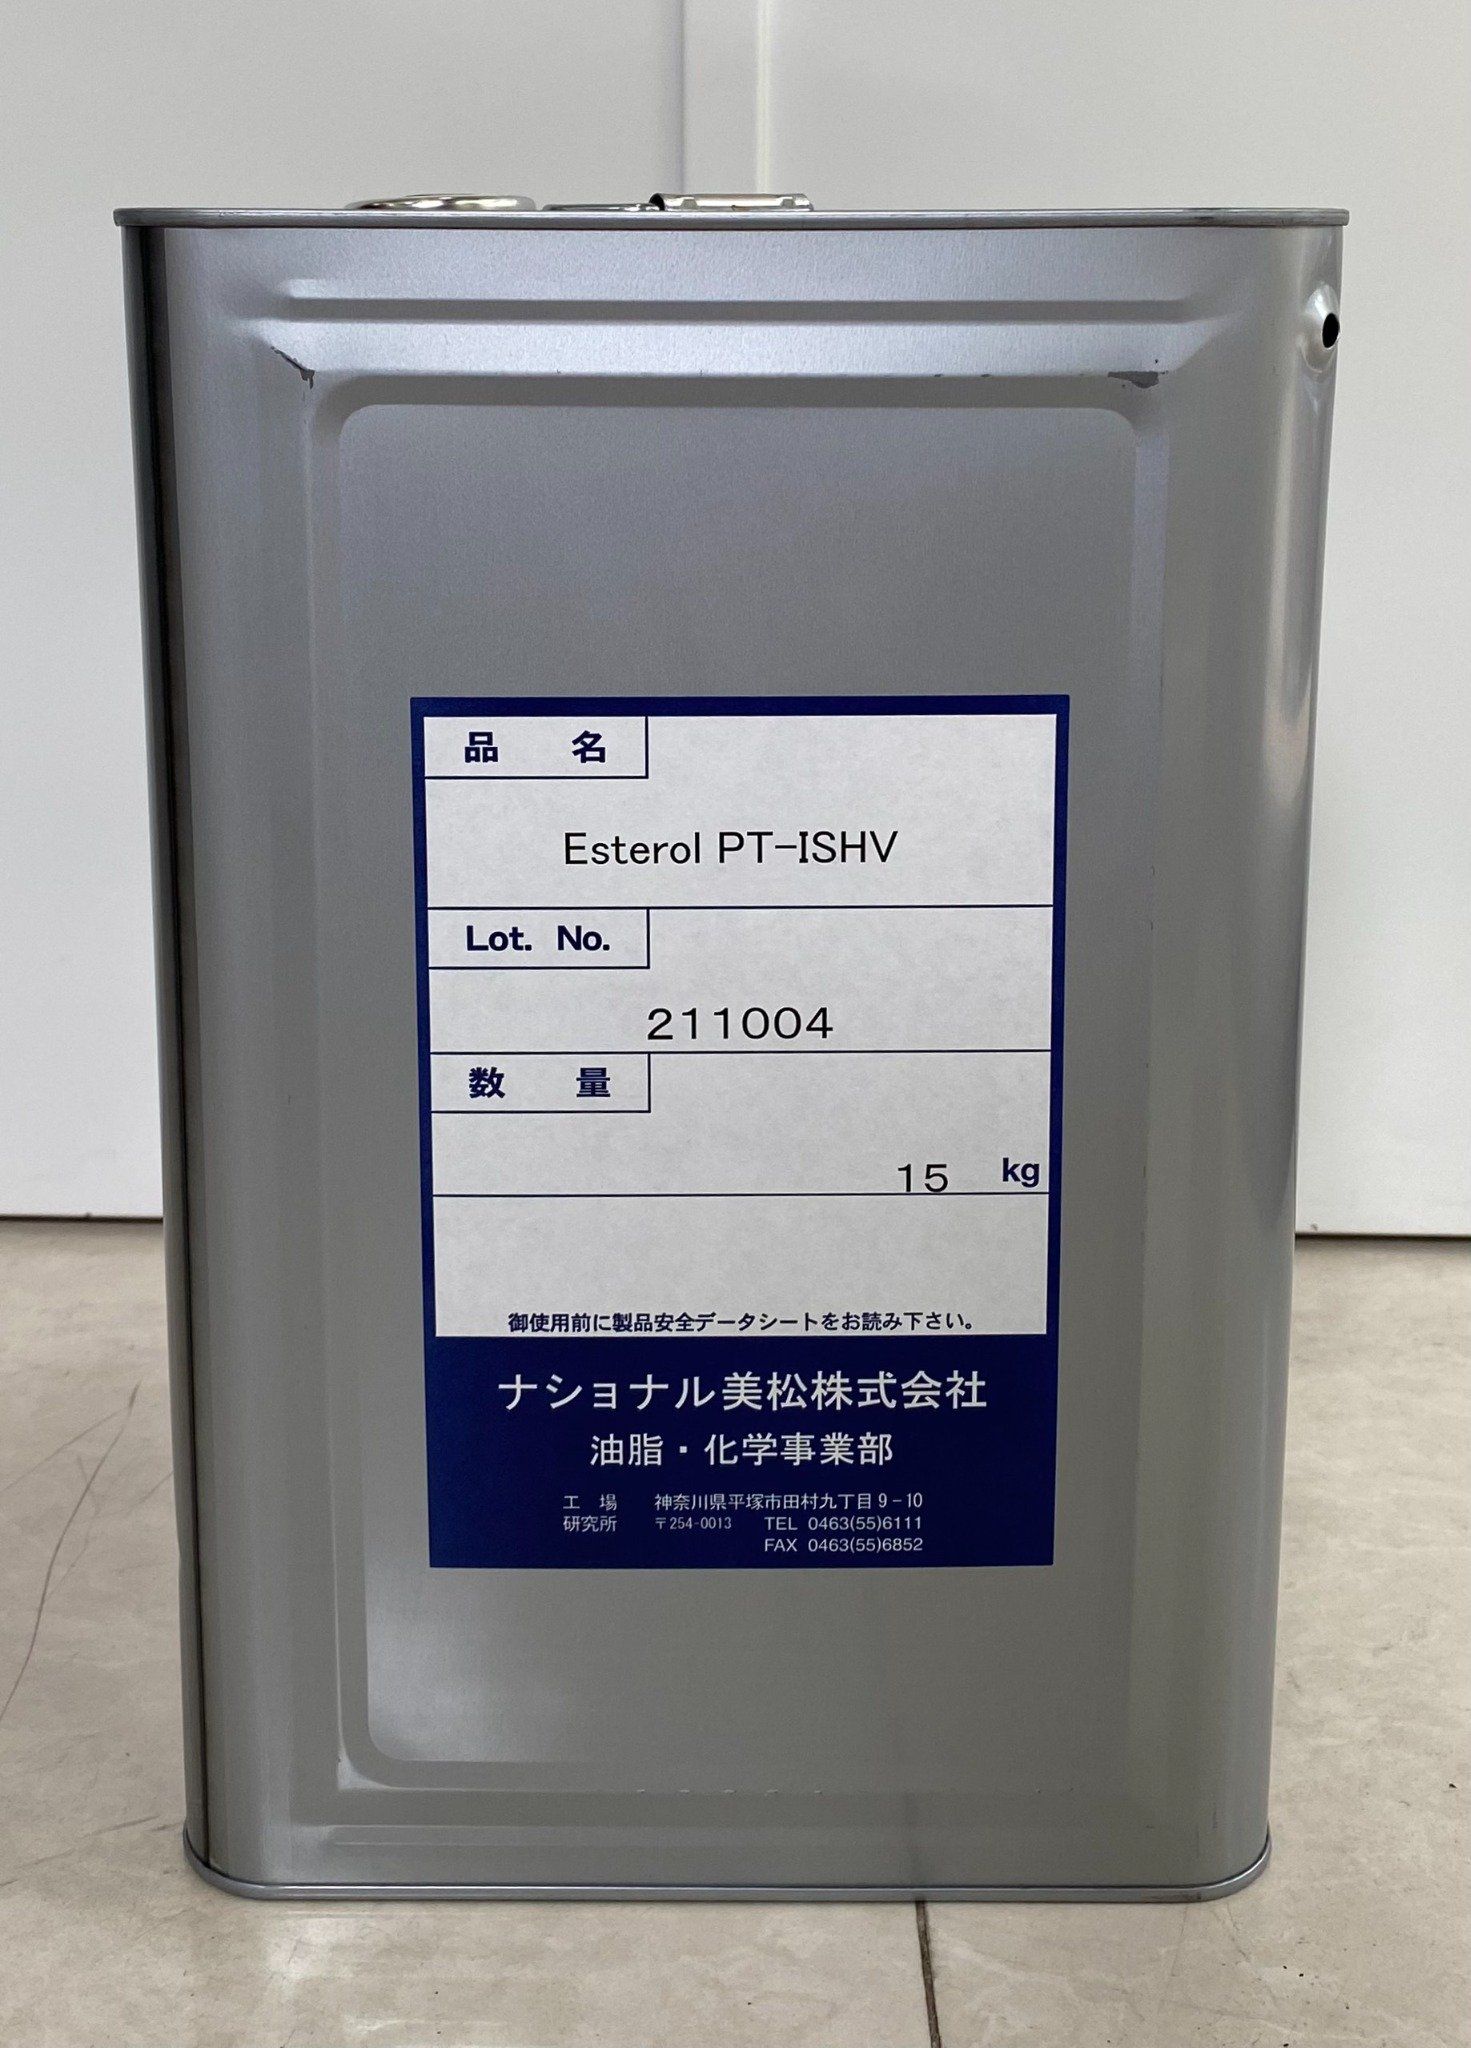 品　名
Esterol PT-ISHV
Lot. No.
211004
数　量
15 kg
御使用前に製品安全データシートをお読み下さい。
ナショナル美松株式会社
油脂・化学事業部
工　場　神奈川県平塚市田村九丁目9-10
研究所　〒254-0013　TEL 0463(55)6111
FAX 0463(55)6852